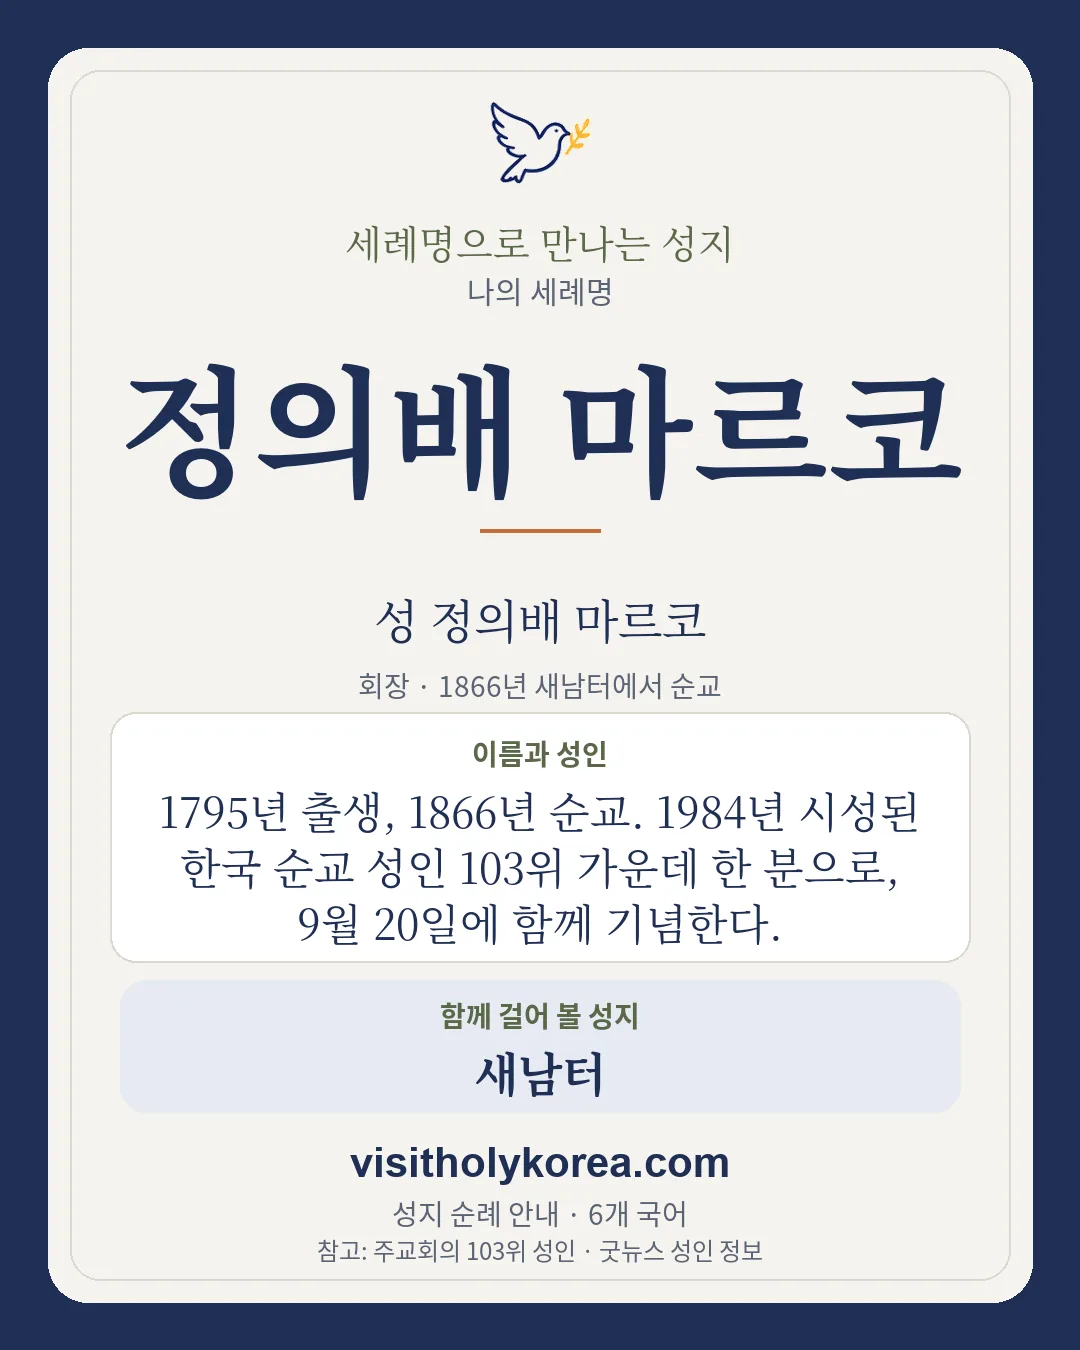 세례명으로 만나는 성지
나의 세례명
정의배 마르코
성 정의배 마르코
회장 · 1866년 새남터에서 순교
이름과 성인
1795년 출생, 1866년 순교. 1984년 시성된
한국 순교 성인 103위 가운데 한 분으로,
9월 20일에 함께 기념한다.
함께 걸어 볼 성지
새남터
visitholykorea.com
성지 순례 안내 · 6개 국어
참고: 주교회의 103위 성인 · 굿뉴스 성인 정보